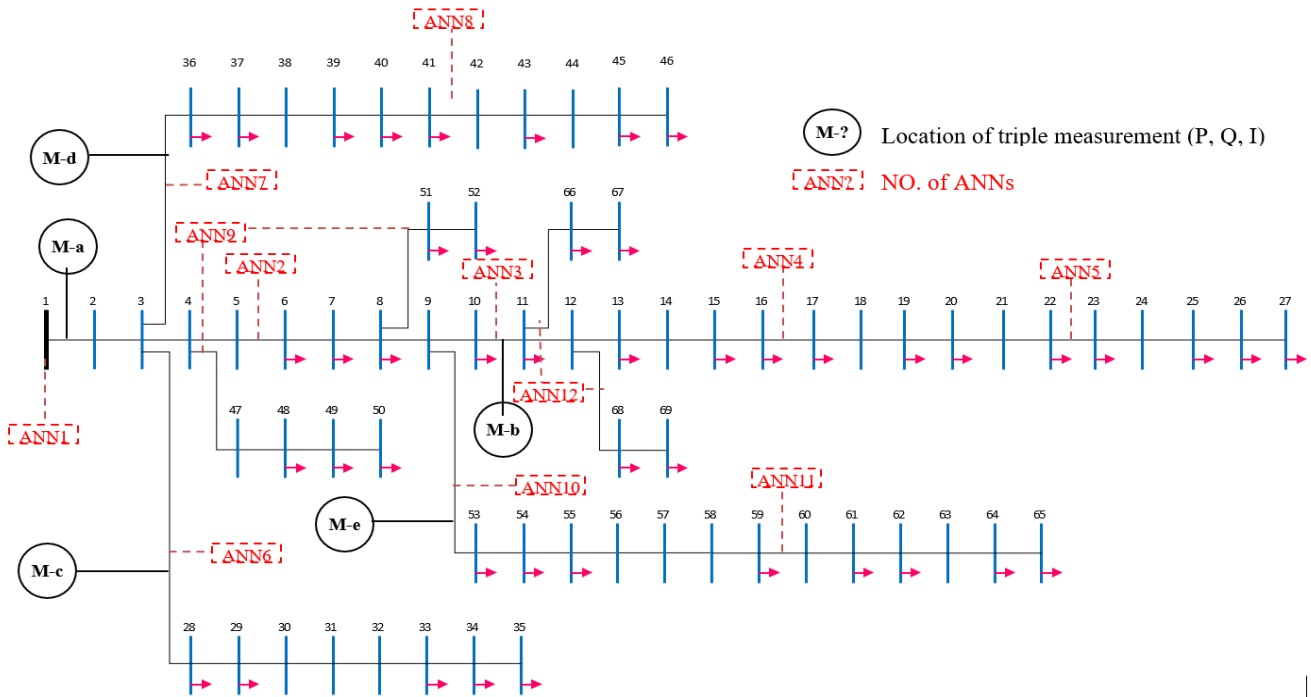 ANN8
36 37 38 39 40 41 42 43 44 45 46
M-?
Location of triple measurement (P, Q, I)
M-d
ANN7
ANN?
NO. of ANNs
51 52 66 67
M-a
ANN9
ANN2
ANN3
ANN4
ANN5
1 2 3 4 5 6 7 8 9 10 11 12 13 14 15 16 17 18 19 20 21 22 23 24 25 26 27
ANN12
ANN1
M-b
47 48 49 50 68 69
ANN10
ANN11
M-e
53 54 55 56 57 58 59 60 61 62 63 64 65
ANN6
M-c
28 29 30 31 32 33 34 35